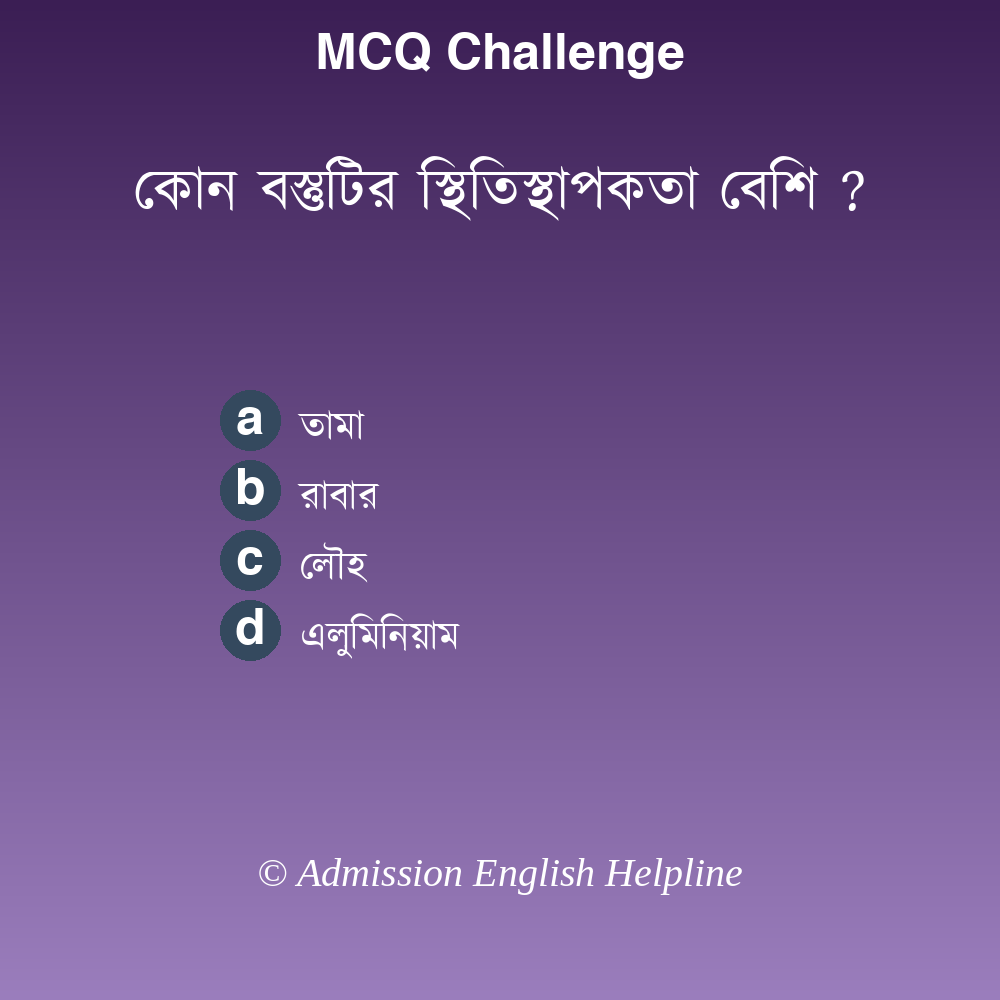 MCQ Challenge
কোন বস্তুটির স্থিতিস্থাপকতা বেশি ?
a তামা
b রাবার
c লৌহ
d এলুমিনিয়াম
© Admission English Helpline